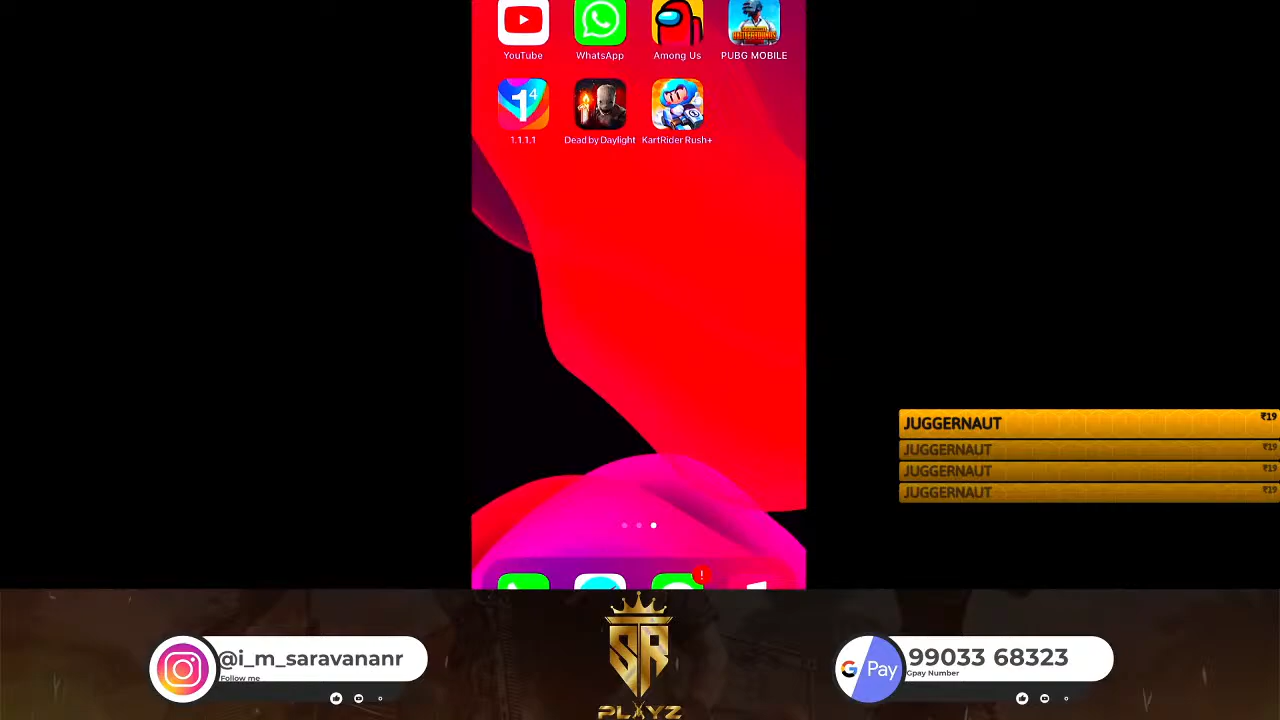 YouTube
WhatsApp
Among Us
PUBG MOBILE
1.1.1.1
Dead by Daylight
KartRider Rush+
JUGGERNAUT ₹19
JUGGERNAUT ₹19
JUGGERNAUT ₹19
JUGGERNAUT ₹19
@i_m_saravananr
Follow me
SR
PLAYZ
G Pay
99033 68323
Gpay Number